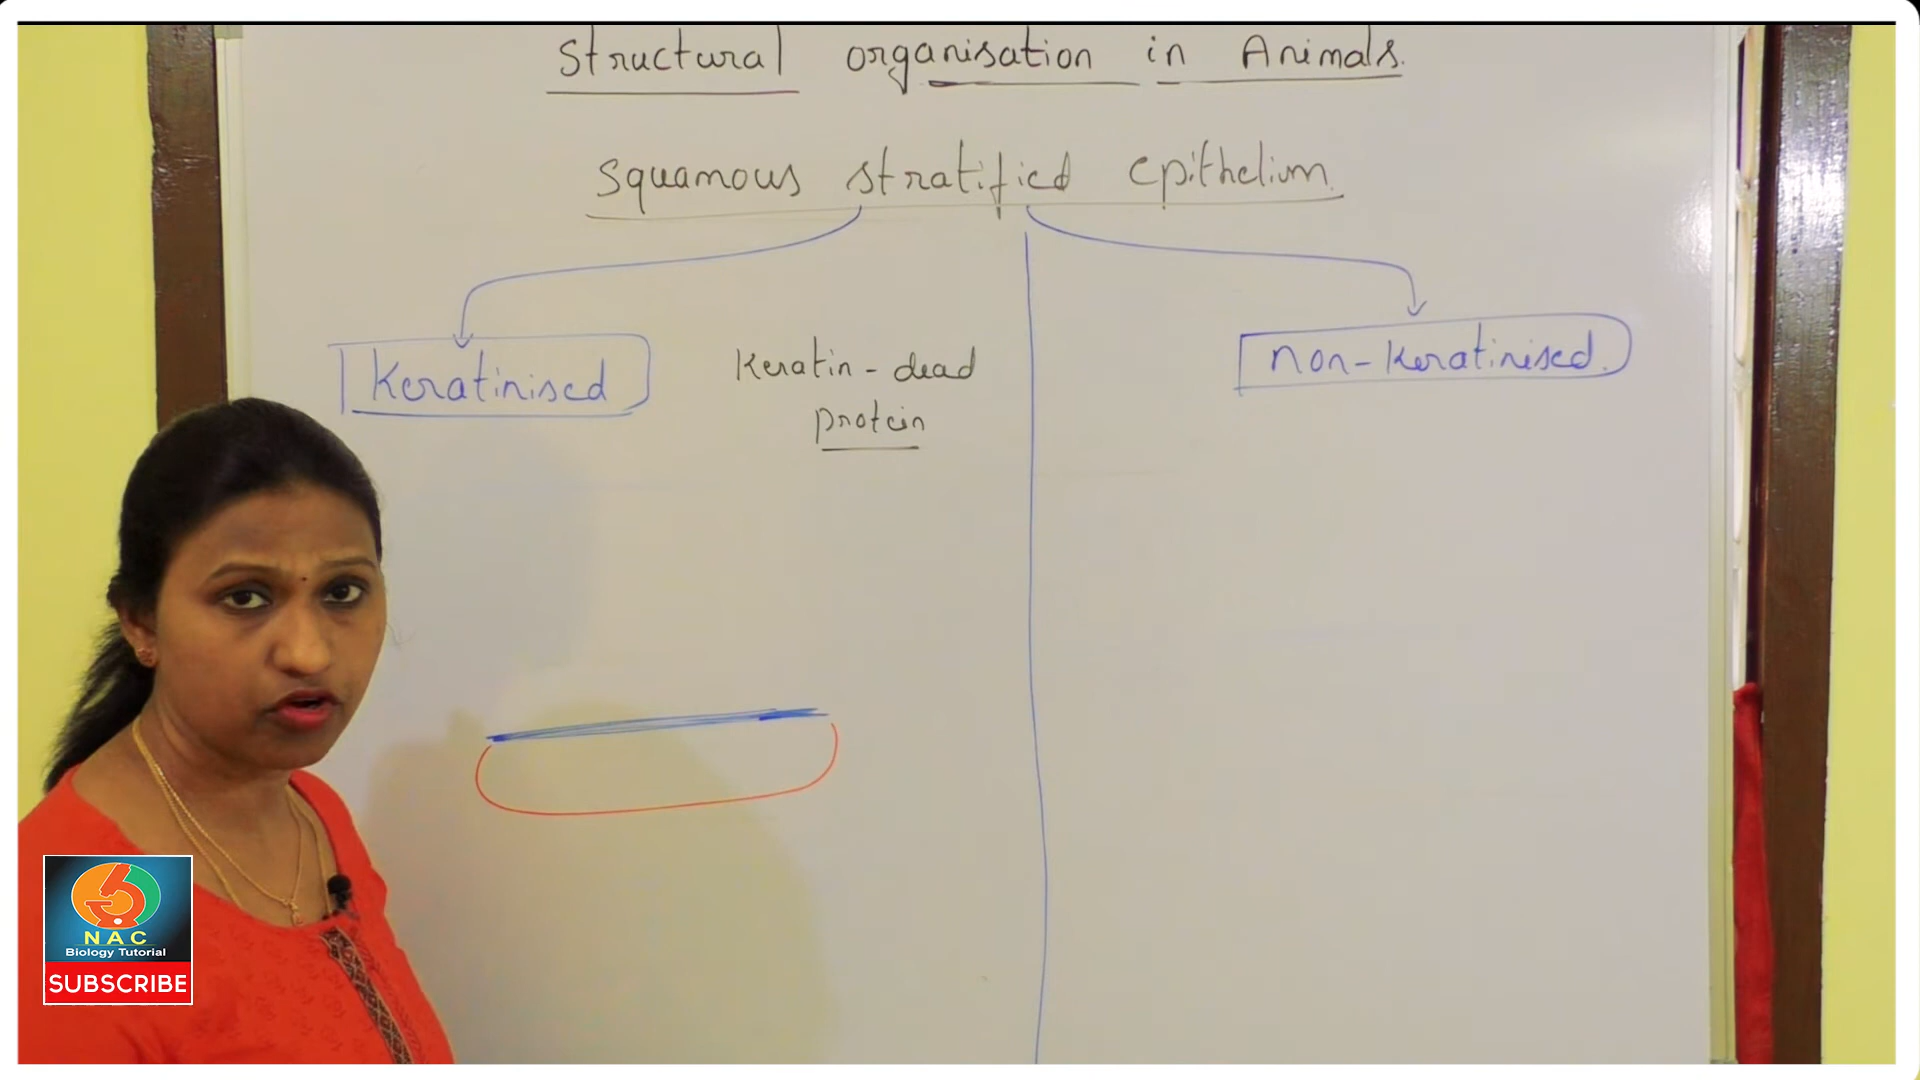 Structural organisation in Animals.
Squamous stratified epithelium.
Keratinised
Keratin - dead
protein
non-keratinised.
NAC
Biology Tutorial
SUBSCRIBE